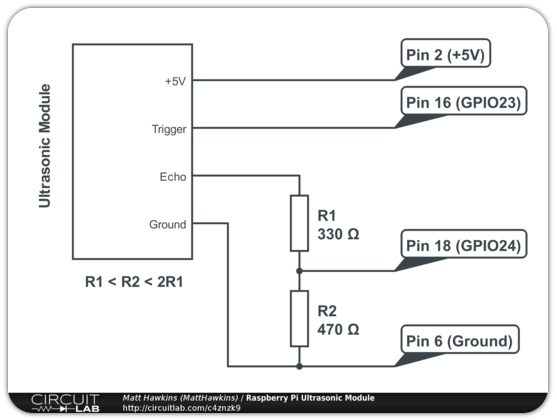 Ultrasonic Module
+5V
Trigger
Echo
Ground
Pin 2 (+5V)
Pin 16 (GPIO23)
R1
330 Ω
Pin 18 (GPIO24)
R2
470 Ω
Pin 6 (Ground)
R1 < R2 < 2R1
CIRCUIT
LAB
Matt Hawkins (MattHawkins) / Raspberry Pi Ultrasonic Module
http://circuitlab.com/c4znzk9